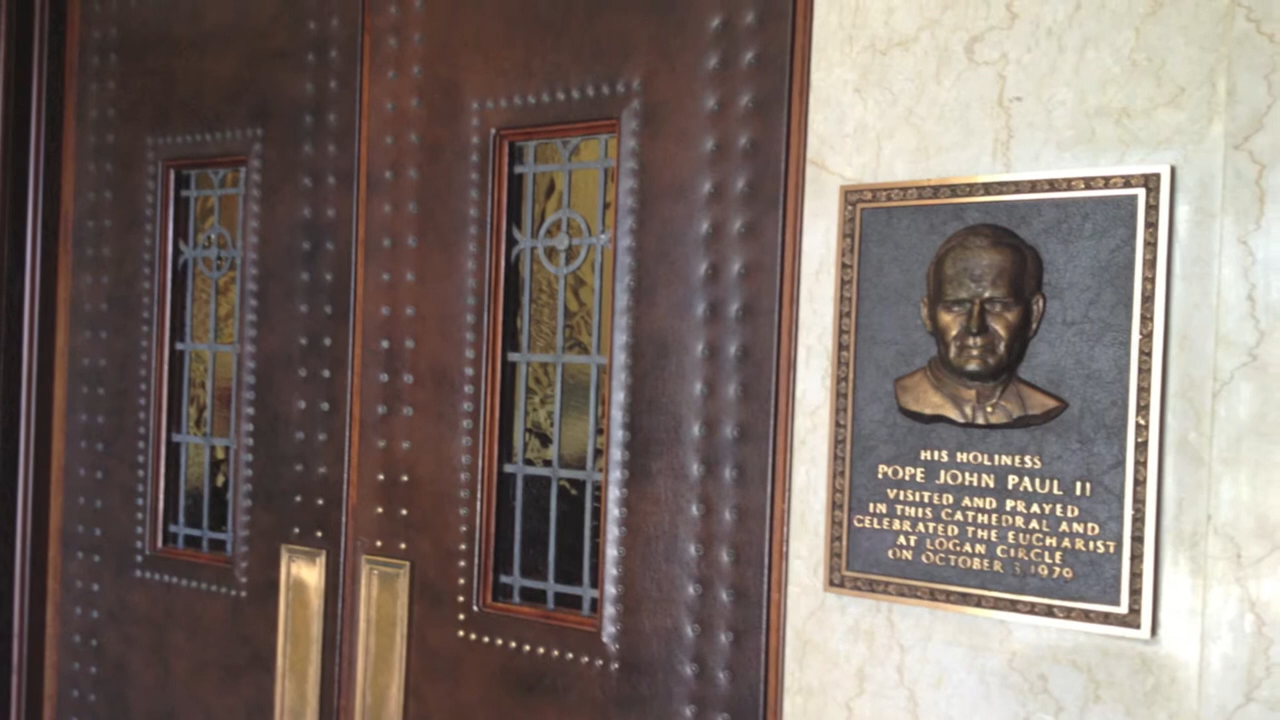 HIS HOLINESS
POPE JOHN PAUL II
VISITED AND PRAYED
IN THIS CATHEDRAL AND
CELEBRATED THE EUCHARIST
AT LOGAN CIRCLE
ON OCTOBER 3, 1979